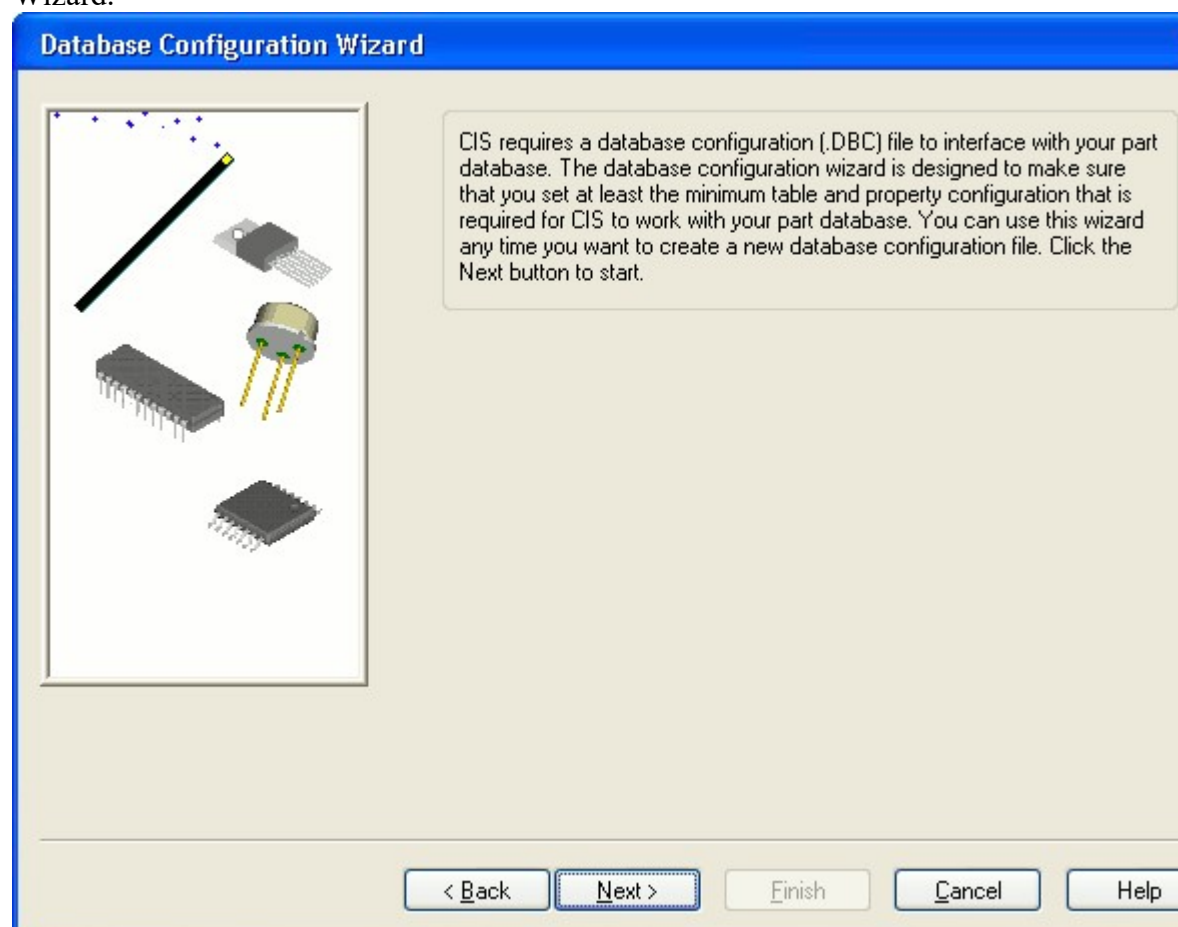 Wizard.
Database Configuration Wizard
CIS requires a database configuration (.DBC) file to interface with your part
database. The database configuration wizard is designed to make sure
that you set at least the minimum table and property configuration that is
required for CIS to work with your part database. You can use this wizard
any time you want to create a new database configuration file. Click the
Next button to start.
< Back Next > Finish Cancel Help